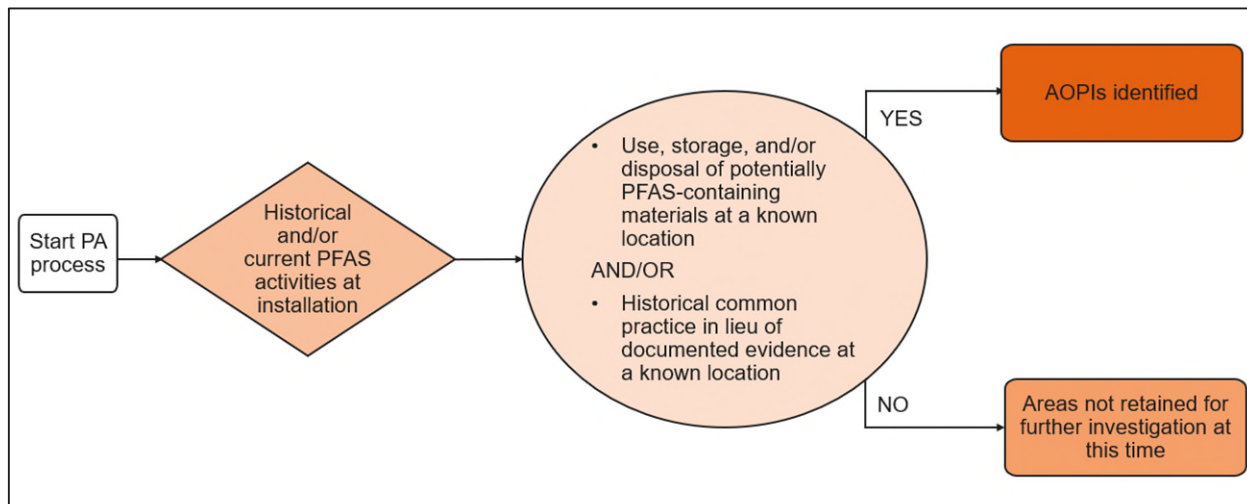 Start PA
process
Historical
and/or
current PFAS
activities at
installation
• Use, storage, and/or
disposal of potentially
PFAS-containing
materials at a known
location
AND/OR
• Historical common
practice in lieu of
documented evidence at
a known location
YES
AOPIs identified
NO
Areas not retained for
further investigation at
this time